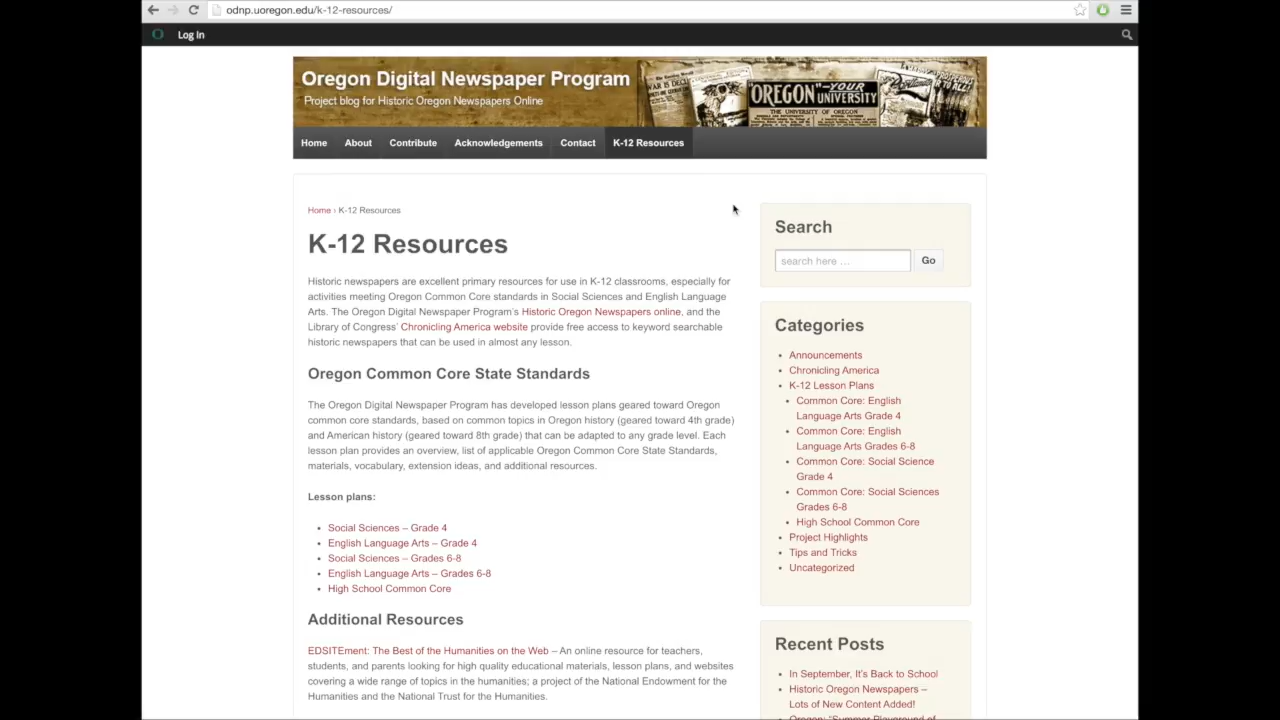 odnp.uoregon.edu/k-12-resources/
Log in
Oregon Digital Newspaper Program
Project blog for Historic Oregon Newspapers Online
"OREGON"-YOUR
UNIVERSITY
THE UNIVERSITY OF OREGON
Home About Contribute Acknowledgements Contact K-12 Resources
Home › K-12 Resources
K-12 Resources
Historic newspapers are excellent primary resources for use in K-12 classrooms, especially for
activities meeting Oregon Common Core standards in Social Sciences and English Language
Arts. The Oregon Digital Newspaper Program's Historic Oregon Newspapers online, and the
Library of Congress' Chronicling America website provide free access to keyword searchable
historic newspapers that can be used in almost any lesson.
Oregon Common Core State Standards
The Oregon Digital Newspaper Program has developed lesson plans geared toward Oregon
common core standards, based on common topics in Oregon history (geared toward 4th grade)
and American history (geared toward 8th grade) that can be adapted to any grade level. Each
lesson plan provides an overview, list of applicable Oregon Common Core State Standards,
materials, vocabulary, extension ideas, and additional resources.
Lesson plans:
• Social Sciences – Grade 4
• English Language Arts – Grade 4
• Social Sciences – Grades 6-8
• English Language Arts – Grades 6-8
• High School Common Core
Additional Resources
EDSITEment: The Best of the Humanities on the Web – An online resource for teachers,
students, and parents looking for high quality educational materials, lesson plans, and websites
covering a wide range of topics in the humanities; a project of the National Endowment for the
Humanities and the National Trust for the Humanities.
Search
search here …
Go
Categories
• Announcements
• Chronicling America
• K-12 Lesson Plans
• Common Core: English
Language Arts Grade 4
• Common Core: English
Language Arts Grades 6-8
• Common Core: Social Science
Grade 4
• Common Core: Social Sciences
Grades 6-8
• High School Common Core
• Project Highlights
• Tips and Tricks
• Uncategorized
Recent Posts
• In September, It's Back to School
• Historic Oregon Newspapers –
Lots of New Content Added!
• Oregon: "Summer Playground of